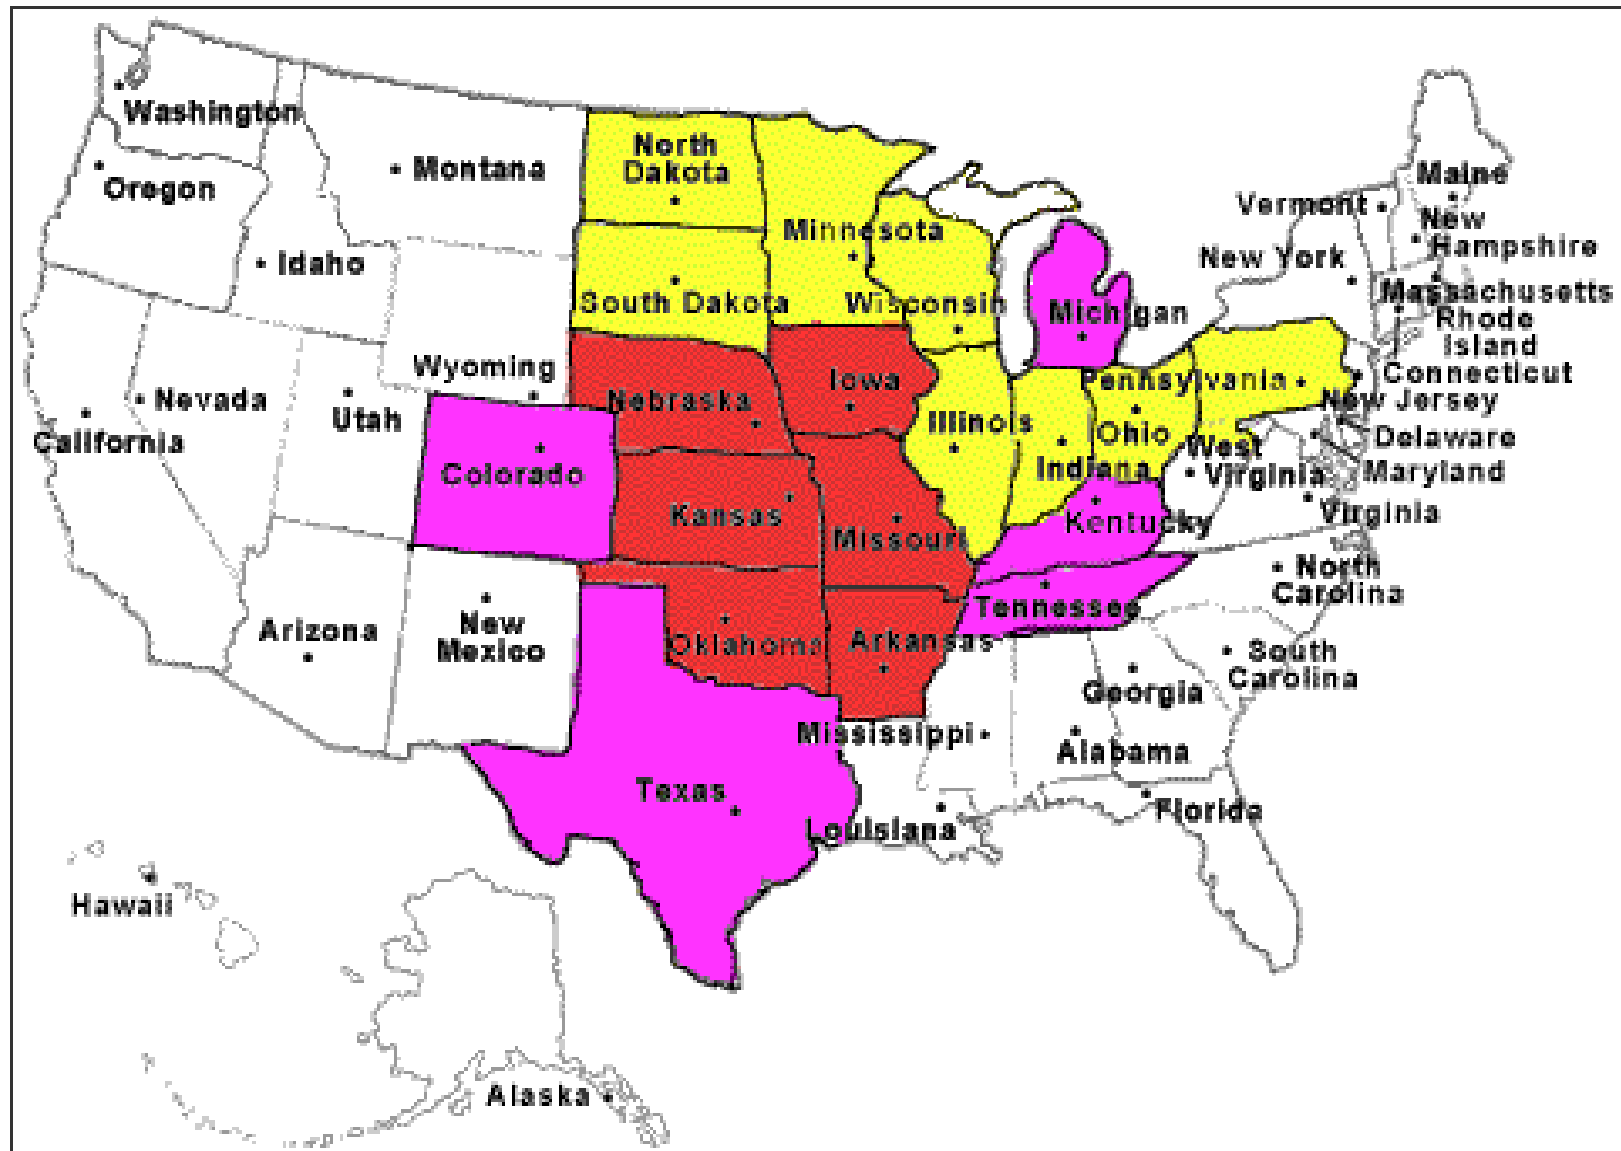 Washington
Oregon
Montana
Idaho
North
Dakota
South Dakota
Minnesota
Wisconsin
Michigan
Maine
Vermont
New
Hampshire
New York
Massachusetts
Rhode
Island
Connecticut
New Jersey
Delaware
Maryland
Virginia
West
Virginia
Pennsylvania
Ohio
Indiana
Illinois
Iowa
Nebraska
Wyoming
Utah
Nevada
California
Colorado
Kansas
Missouri
Kentucky
Tennessee
North
Carolina
South
Carolina
Georgia
Alabama
Mississippi
Arkansas
Oklahoma
New
Mexico
Arizona
Texas
Louisiana
Florida
Hawaii
Alaska